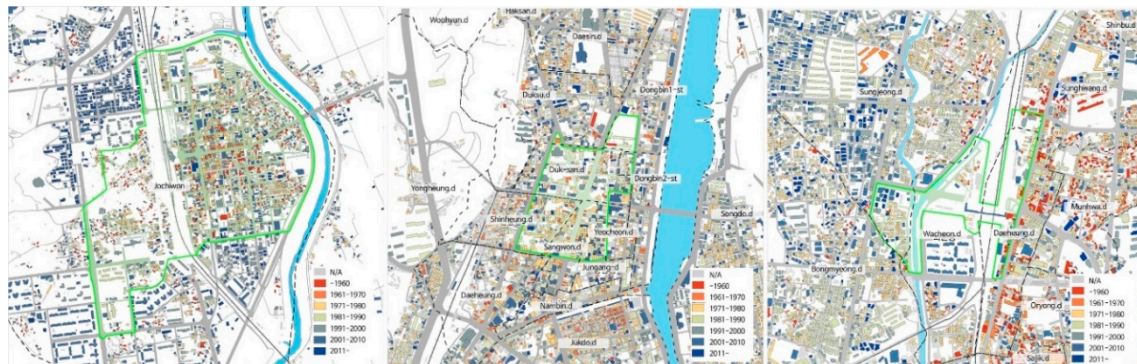 Jochiwon
N/A
-1960
1961-1970
1971-1980
1981-1990
1991-2000
2001-2010
2011-
Woohyun.d
Haksan.d
Daesin.d
Duksu.d
Dongbin1-st
Duk-san.d
Dongbin2-st
Yongheung.d
Shinheung.d
Songdo.d
Yeocheon.d
Sangwon.d
Jungang-d
Daeheung.d
Nambin.d
Jukdo.d
N/A
-1960
1961-1970
1971-1980
1981-1990
1991-2000
2001-2010
2011-
Shinbu.d
Sungjeong.d
Sunghwang.d
Munhwa.d
Wacheon.d
Daeheung.d
Bongmyeong.d
Oryong.d
Sajik.d
N/A
-1960
1961-1970
1971-1980
1981-1990
1991-2000
2001-2010
2011-